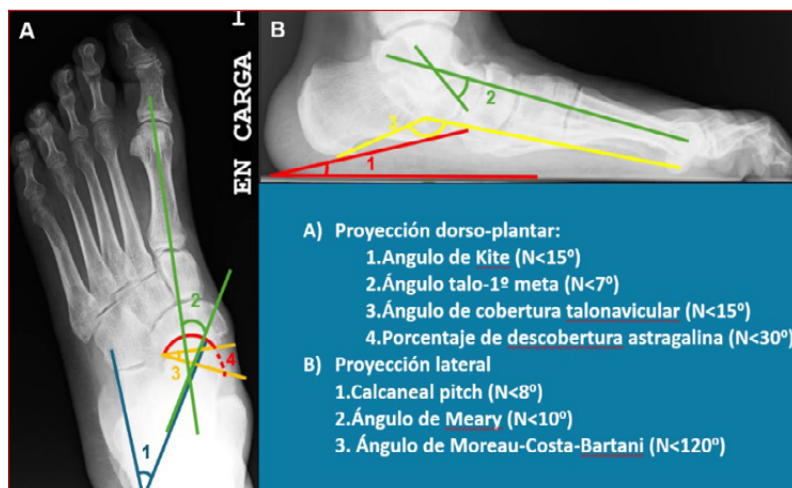 A
I
EN CARGA
1
2
3
4
B
1
2
3
A) Proyección dorso-plantar:
1.Angulo de Kite (N<15º)
2.Ángulo talo-1º meta (N<7º)
3.Ángulo de cobertura talonavicular (N<15º)
4.Porcentaje de descobertura astragalina (N<30º)
B) Proyección lateral
1.Calcaneal pitch (N<8º)
2.Ángulo de Meary (N<10º)
3. Ángulo de Moreau-Costa-Bartani (N<120º)